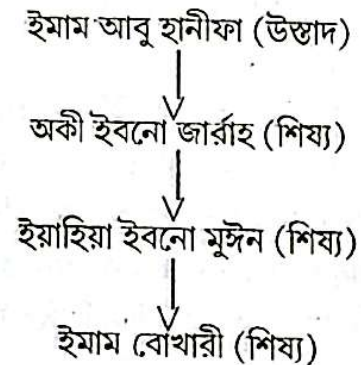 ইমাম আবু হানীফা (উস্তাদ)
অকী ইবনো জার্রাহ (শিষ্য)
ইয়াহিয়া ইবনো মুঈন (শিষ্য)
ইমাম বোখারী (শিষ্য)